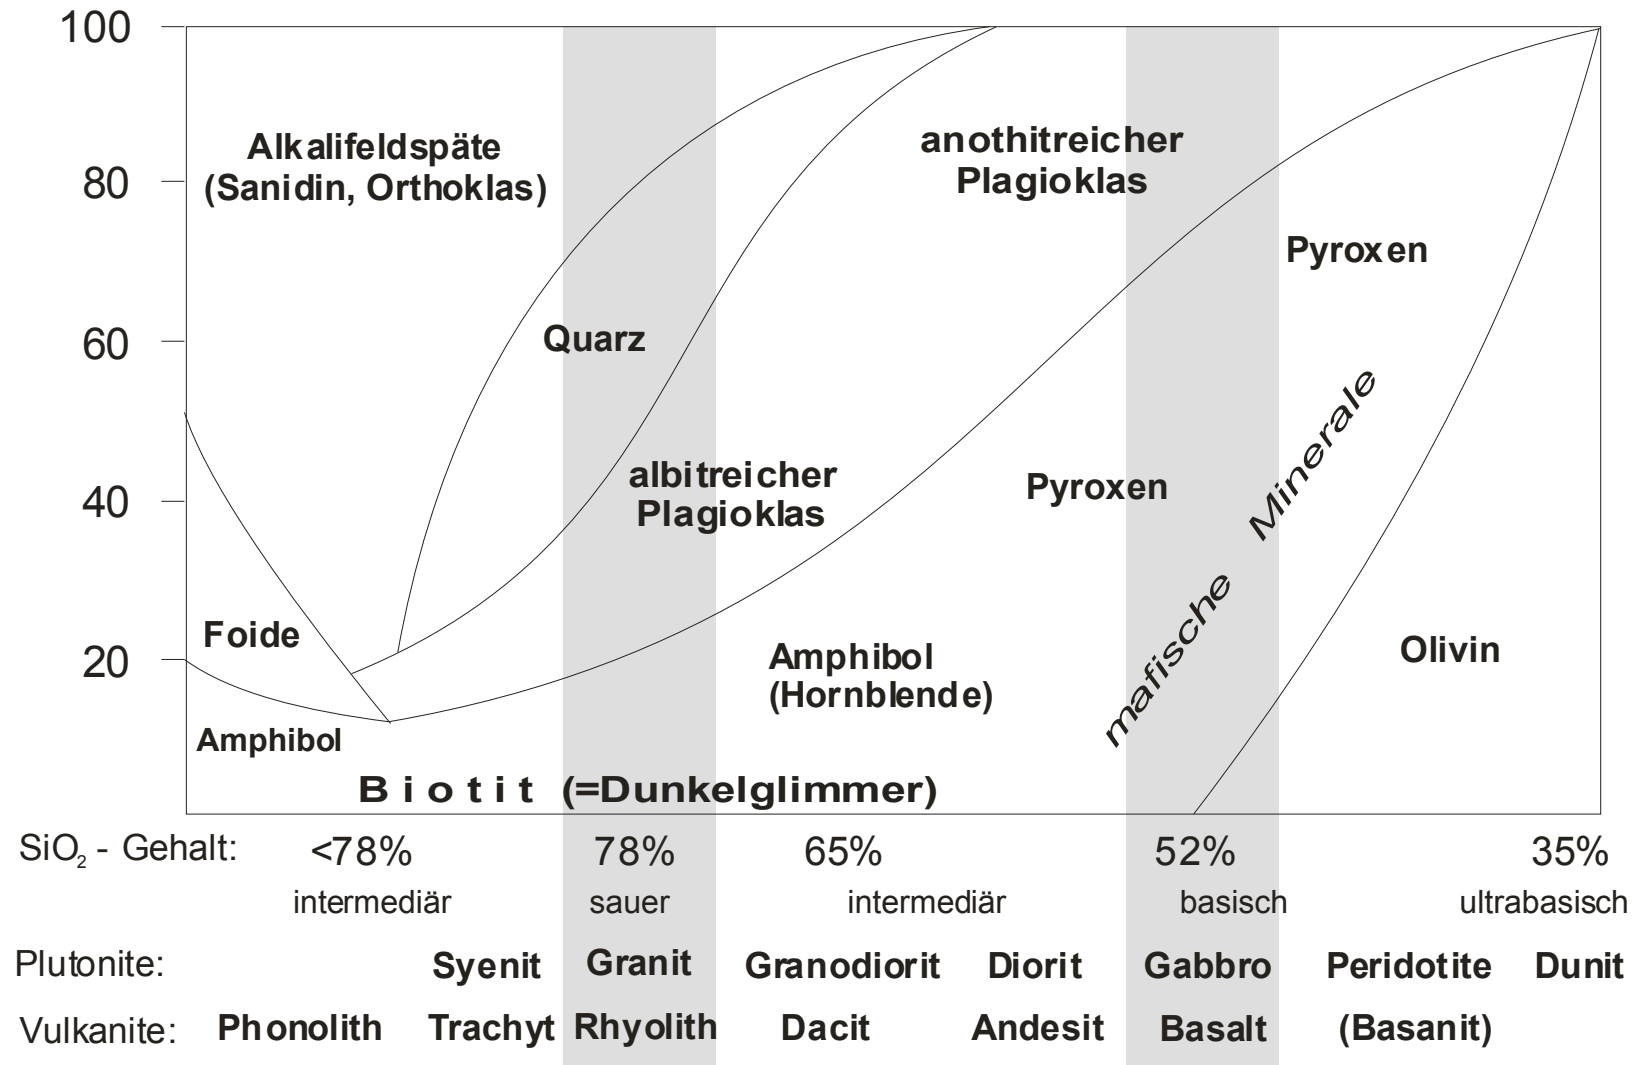 100
Alkalifeldspäte
(Sanidin, Orthoklas)
anothitreicher
Plagioklas
80
Pyroxen
60
Quarz
mafische Minerale
albitreicher
Plagioklas
Pyroxen
40
Foide
20
Amphibol
(Hornblende)
Olivin
Amphibol
Biotit (=Dunkelglimmer)
SiO2 - Gehalt: <78% 78% 65% 52% 35%
intermediär sauer intermediär basisch ultrabasisch
Plutonite: Syenit Granit Granodiorit Diorit Gabbro Peridotite Dunit
Vulkanite: Phonolith Trachyt Rhyolith Dacit Andesit Basalt (Basanit)